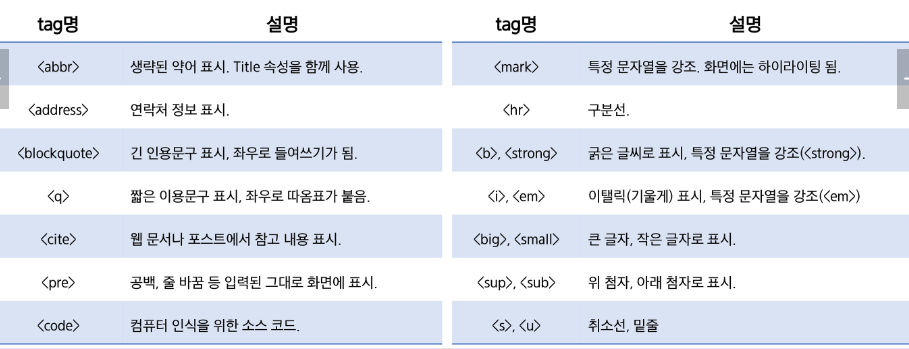 tag명 설명
<abbr> 생략된 약어 표시. Title 속성을 함께 사용.
<address> 연락처 정보 표시.
<blockquote> 긴 인용문구 표시, 좌우로 들여쓰기가 됨.
<q> 짧은 이용문구 표시, 좌우로 따옴표가 붙음.
<cite> 웹 문서나 포스트에서 참고 내용 표시.
<pre> 공백, 줄 바꿈 등 입력된 그대로 화면에 표시.
<code> 컴퓨터 인식을 위한 소스 코드.
tag명 설명
<mark> 특정 문자열을 강조. 화면에는 하이라이팅 됨.
<hr> 구분선.
<b>, <strong> 굵은 글씨로 표시, 특정 문자열을 강조(<strong>).
<i>, <em> 이탤릭(기울게) 표시, 특정 문자열을 강조(<em>)
<big>, <small> 큰 글자, 작은 글자로 표시.
<sup>, <sub> 위 첨자, 아래 첨자로 표시.
<s>, <u> 취소선, 밑줄